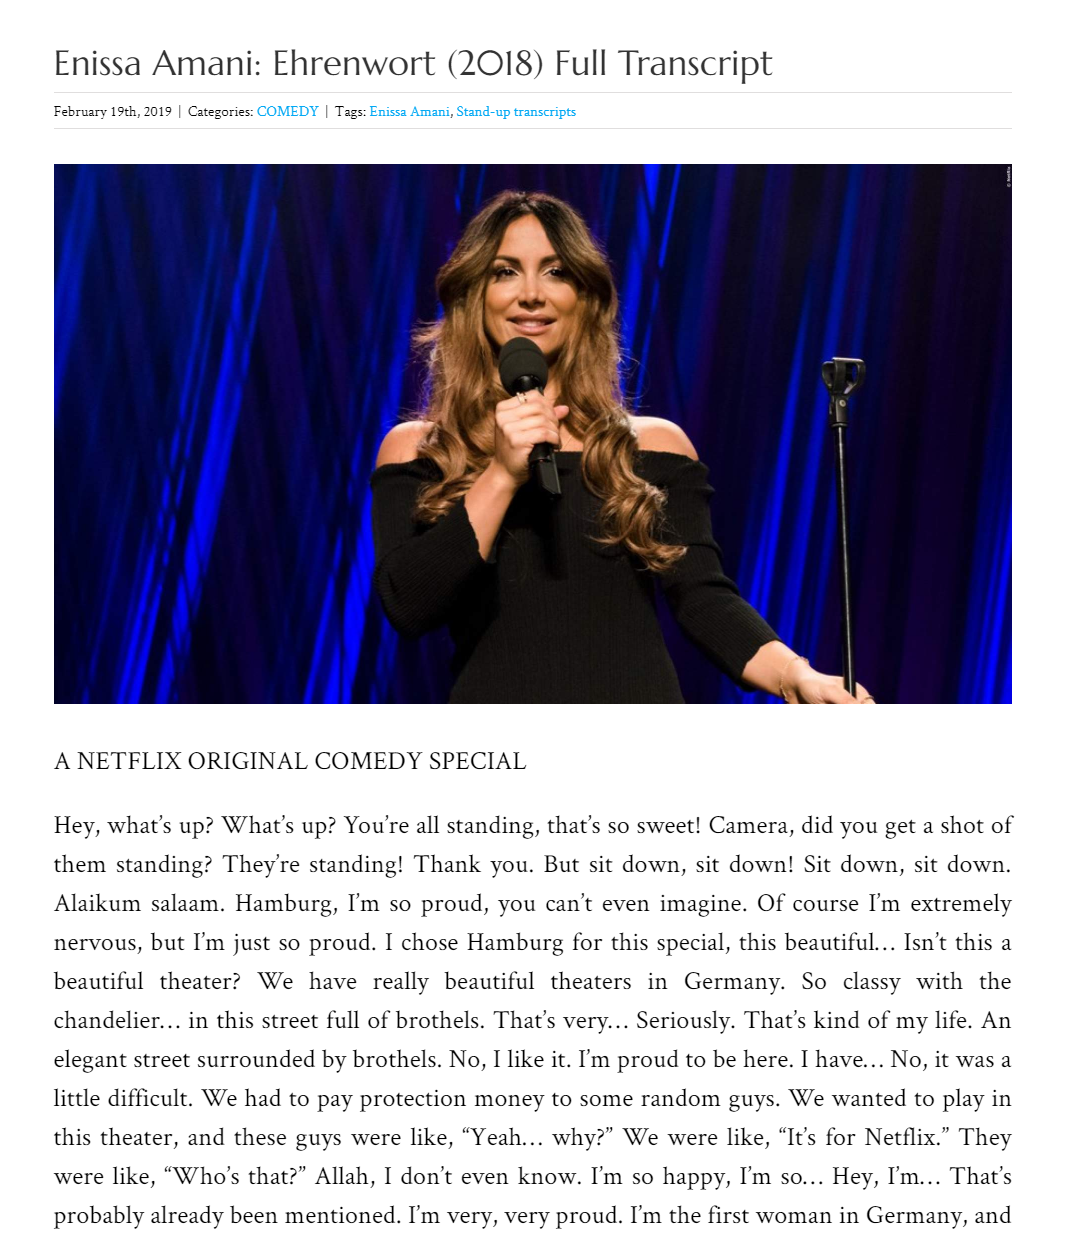 Enissa Amani: Ehrenwort (2018) Full Transcript
February 19th, 2019 | Categories: COMEDY | Tags: Enissa Amani, Stand-up transcripts
© Netflix
A NETFLIX ORIGINAL COMEDY SPECIAL
Hey, what’s up? What’s up? You’re all standing, that’s so sweet! Camera, did you get a shot of
them standing? They’re standing! Thank you. But sit down, sit down! Sit down, sit down.
Alaikum salaam. Hamburg, I’m so proud, you can’t even imagine. Of course I’m extremely
nervous, but I’m just so proud. I chose Hamburg for this special, this beautiful… Isn’t this a
beautiful theater? We have really beautiful theaters in Germany. So classy with the
chandelier… in this street full of brothels. That’s very… Seriously. That’s kind of my life. An
elegant street surrounded by brothels. No, I like it. I’m proud to be here. I have… No, it was a
little difficult. We had to pay protection money to some random guys. We wanted to play in
this theater, and these guys were like, “Yeah… why?” We were like, “It’s for Netflix.” They
were like, “Who’s that?” Allah, I don’t even know. I’m so happy, I’m so… Hey, I’m… That’s
probably already been mentioned. I’m very, very proud. I’m the first woman in Germany, and